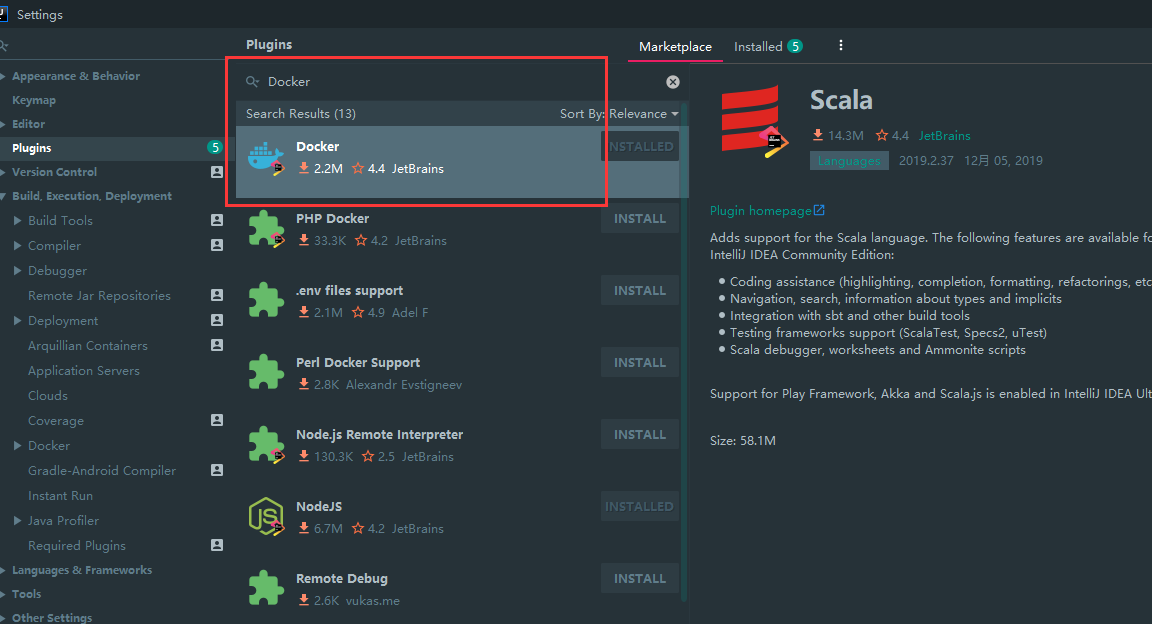 Settings
Plugins
Marketplace
Installed 5
Appearance & Behavior
Keymap
Editor
Plugins 5
Version Control
Build, Execution, Deployment
Build Tools
Compiler
Debugger
Remote Jar Repositories
Deployment
Arquillian Containers
Application Servers
Clouds
Coverage
Docker
Gradle-Android Compiler
Instant Run
Java Profiler
Required Plugins
Languages & Frameworks
Tools
Other Settings
Docker
Search Results (13) Sort By: Relevance
Docker INSTALLED
2.2M 4.4 JetBrains
PHP Docker INSTALL
33.3K 4.2 JetBrains
.env files support INSTALL
2.1M 4.9 Adel F
Perl Docker Support INSTALL
2.8K Alexandr Evstigneev
Node.js Remote Interpreter INSTALL
130.3K 2.5 JetBrains
NodeJS INSTALLED
6.7M 4.2 JetBrains
Remote Debug INSTALL
2.6K vukas.me
Scala
14.3M 4.4 JetBrains
Languages 2019.2.37 12月 05, 2019
Plugin homepage
Adds support for the Scala language. The following features are available fo
IntelliJ IDEA Community Edition:
Coding assistance (highlighting, completion, formatting, refactorings, etc
Navigation, search, information about types and implicits
Integration with sbt and other build tools
Testing frameworks support (ScalaTest, Specs2, uTest)
Scala debugger, worksheets and Ammonite scripts
Support for Play Framework, Akka and Scala.js is enabled in IntelliJ IDEA Ult
Size: 58.1M